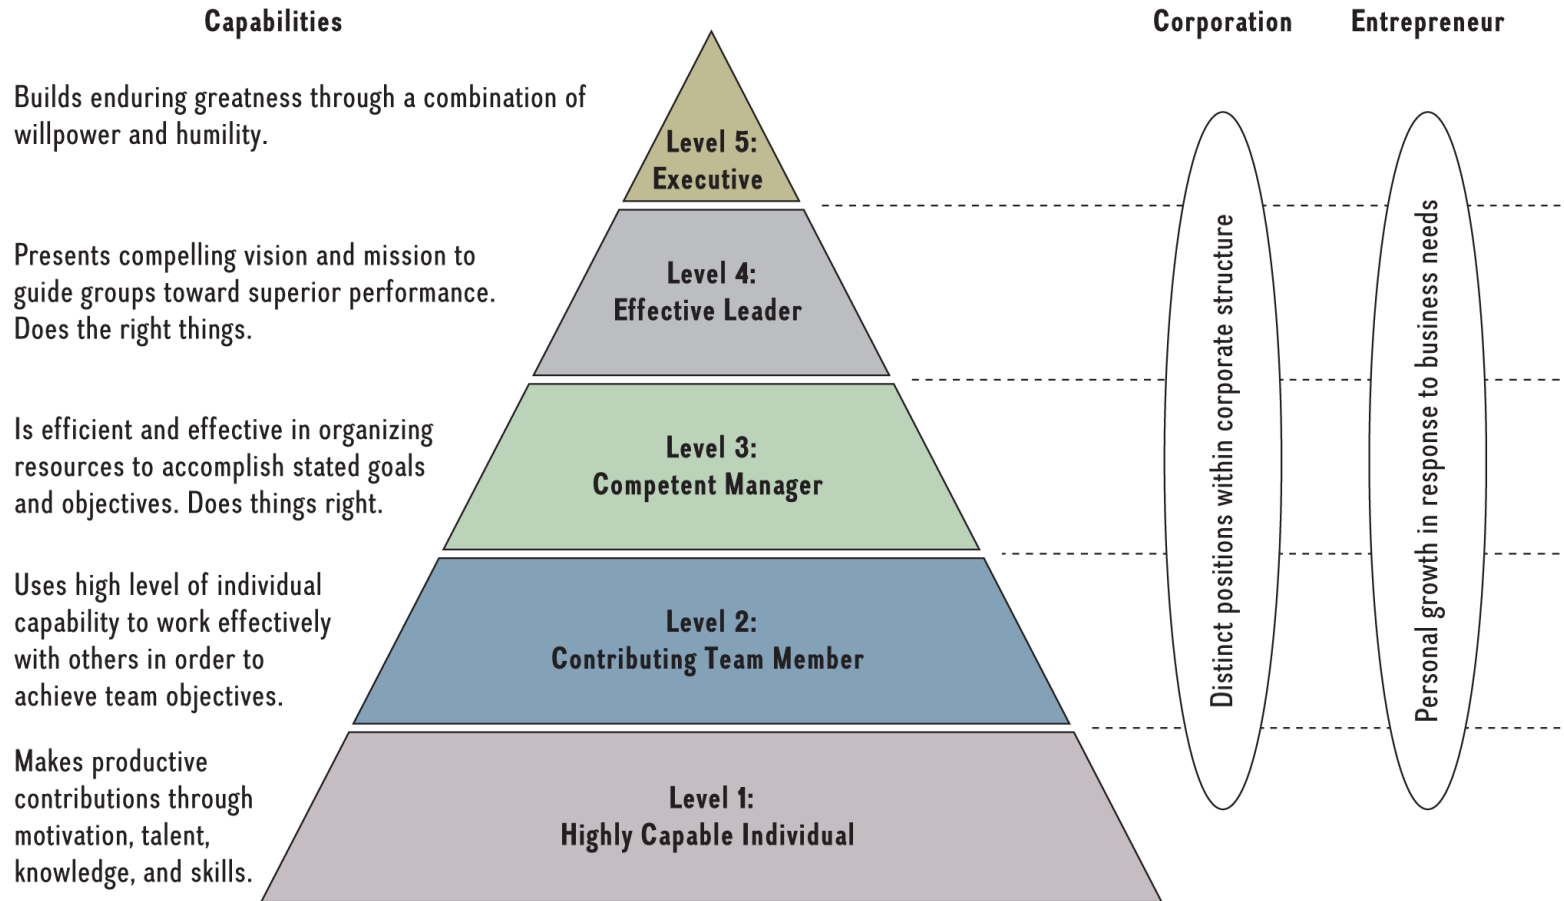 Capabilities
Corporation
Entrepreneur
Builds enduring greatness through a combination of
willpower and humility.
Level 5:
Executive
Presents compelling vision and mission to
guide groups toward superior performance.
Does the right things.
Level 4:
Effective Leader
Is efficient and effective in organizing
resources to accomplish stated goals
and objectives. Does things right.
Level 3:
Competent Manager
Uses high level of individual
capability to work effectively
with others in order to
achieve team objectives.
Level 2:
Contributing Team Member
Makes productive
contributions through
motivation, talent,
knowledge, and skills.
Level 1:
Highly Capable Individual
Distinct positions within corporate structure
Personal growth in response to business needs